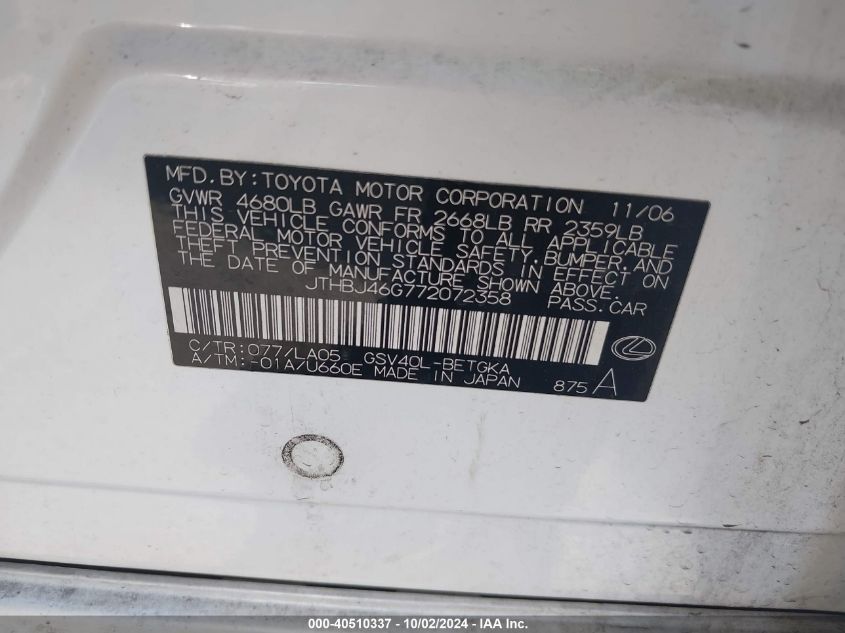 MFD. BY: TOYOTA MOTOR CORPORATION 11/06
GVWR 4680LB GAWR FR 2668LB RR 2359LB
THIS VEHICLE CONFORMS TO ALL APPLICABLE
FEDERAL MOTOR VEHICLE SAFETY, BUMPER, AND
THEFT PREVENTION STANDARDS IN EFFECT ON
THE DATE OF MANUFACTURE SHOWN ABOVE.
JTHBJ46G772072358 PASS. CAR
C/TR: 077/LA05 GSV40L-BETGKA
A/TM: -01A/U660E MADE IN JAPAN 875 A
000-40510337 - 10/02/2024 - IAA Inc.